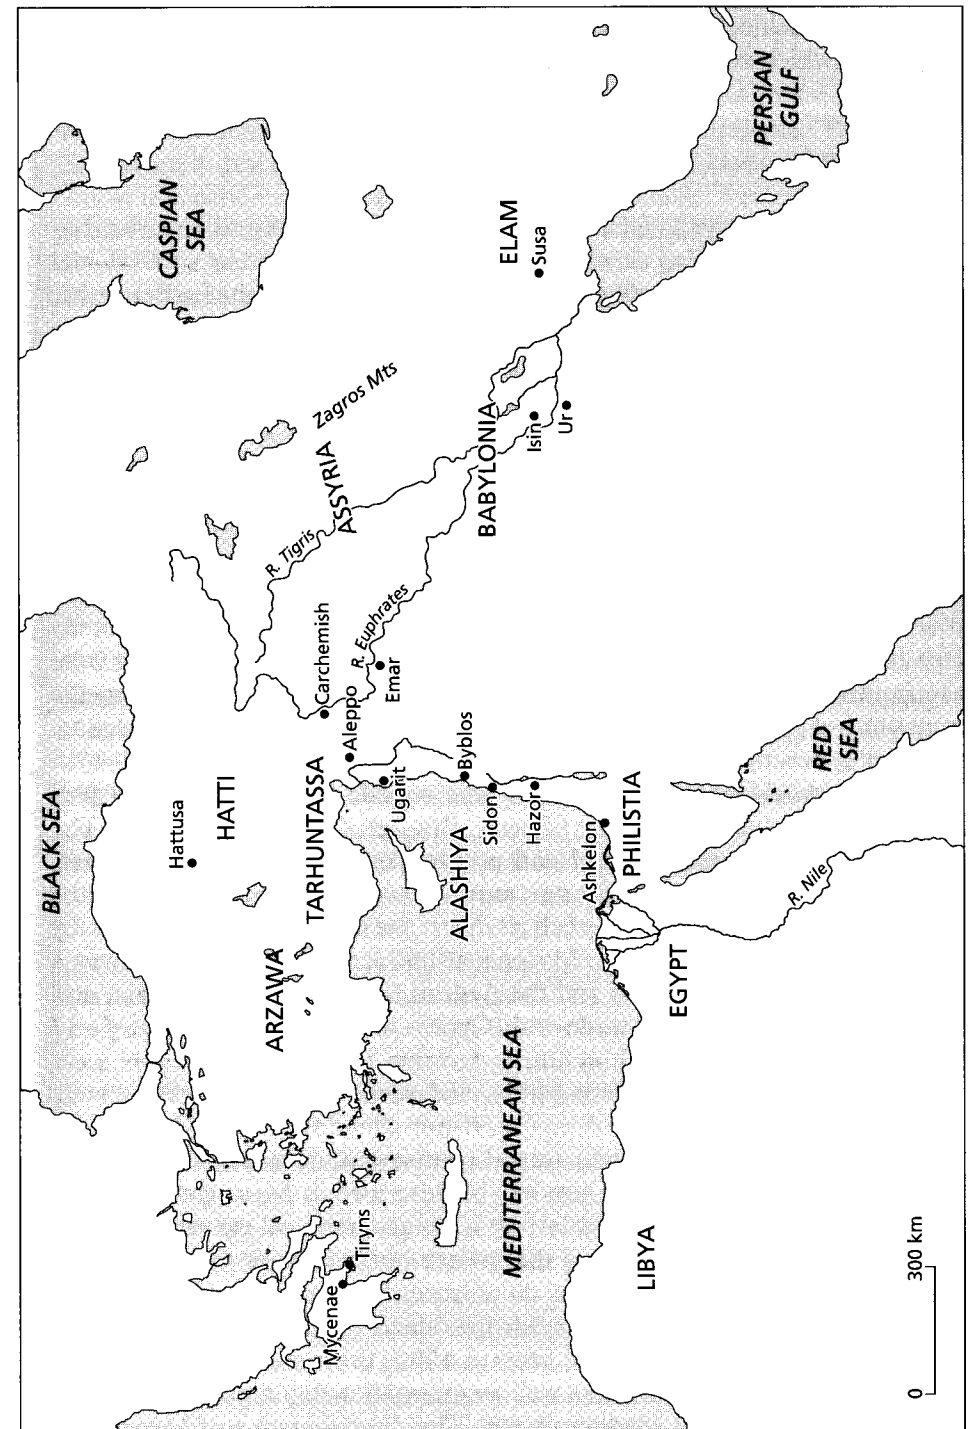 BLACK SEA
CASPIAN
SEA
Hattusa
HATTI
ARZAWA
TARHUNTASSA
Carchemish
Aleppo
R. Tigris
ASSYRIA
Zagros Mts
Mycenae
Tiryns
Ugarit
Emar
R. Euphrates
ALASHIYA
Byblos
BABYLONIA
ELAM
Susa
MEDITERRANEAN SEA
Sidon
Hazor
Isin
Ur
Ashkelon
PHILISTIA
LIBYA
EGYPT
PERSIAN
GULF
R. Nile
RED
SEA
0 300 km